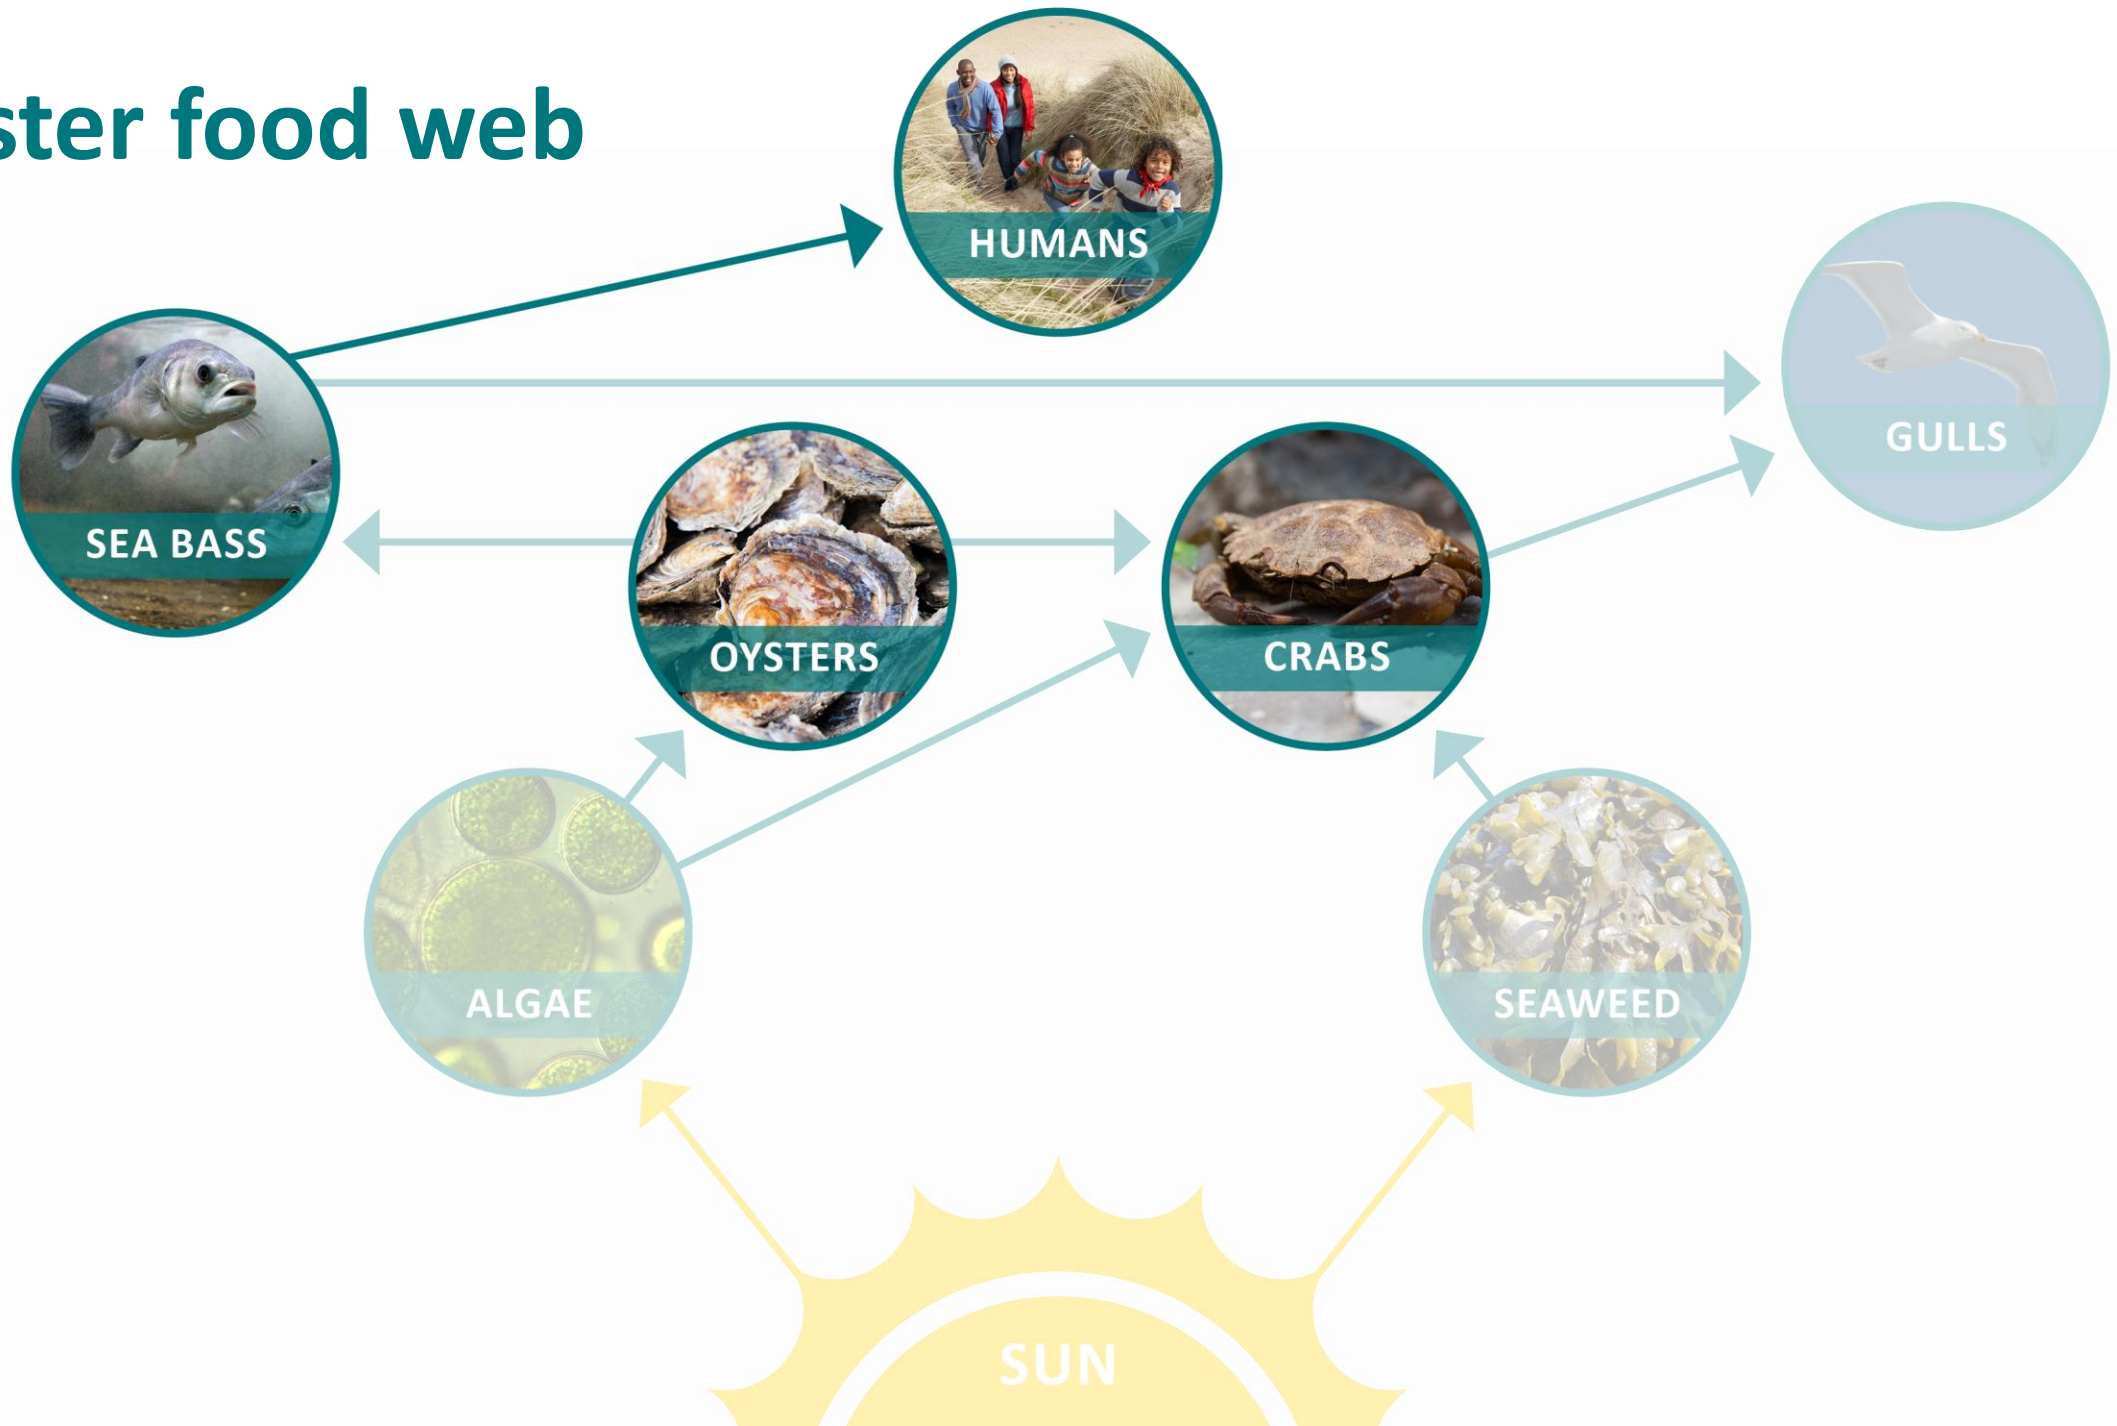 ster food web
HUMANS
GULLS
SEA BASS
OYSTERS
CRABS
ALGAE
SEAWEED
SUN